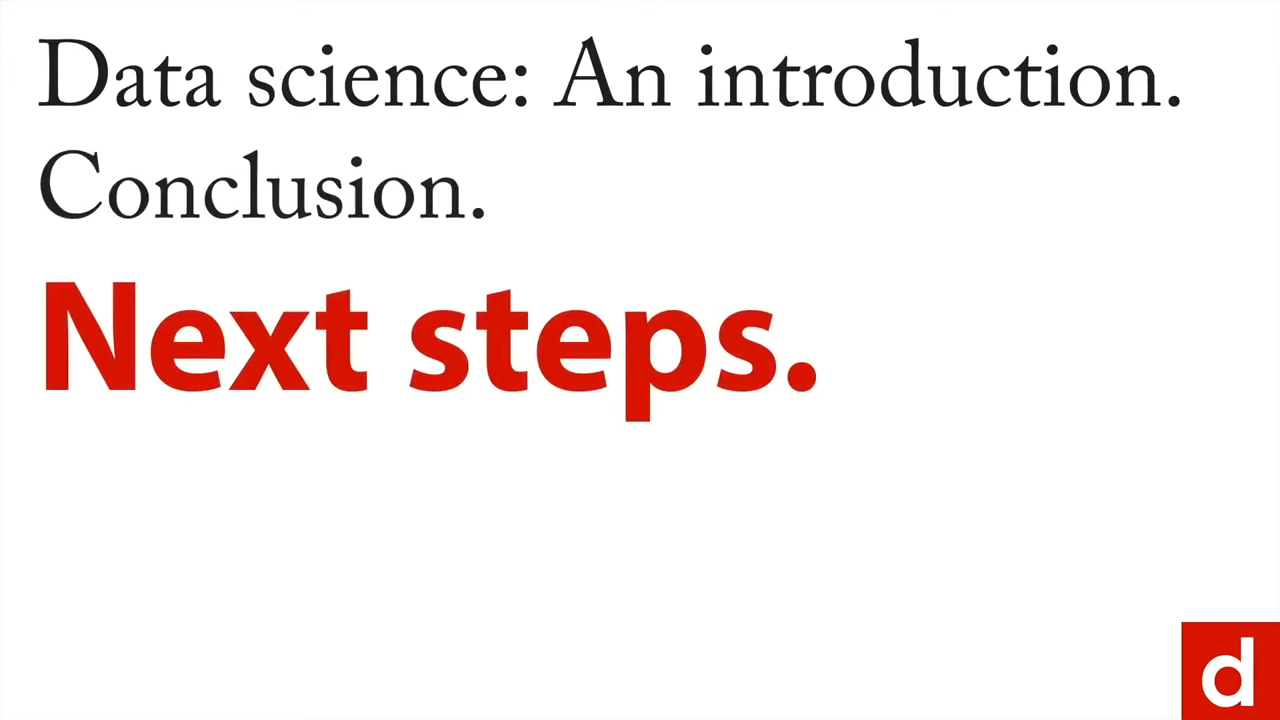 Data science: An introduction.
Conclusion.
Next steps.
d